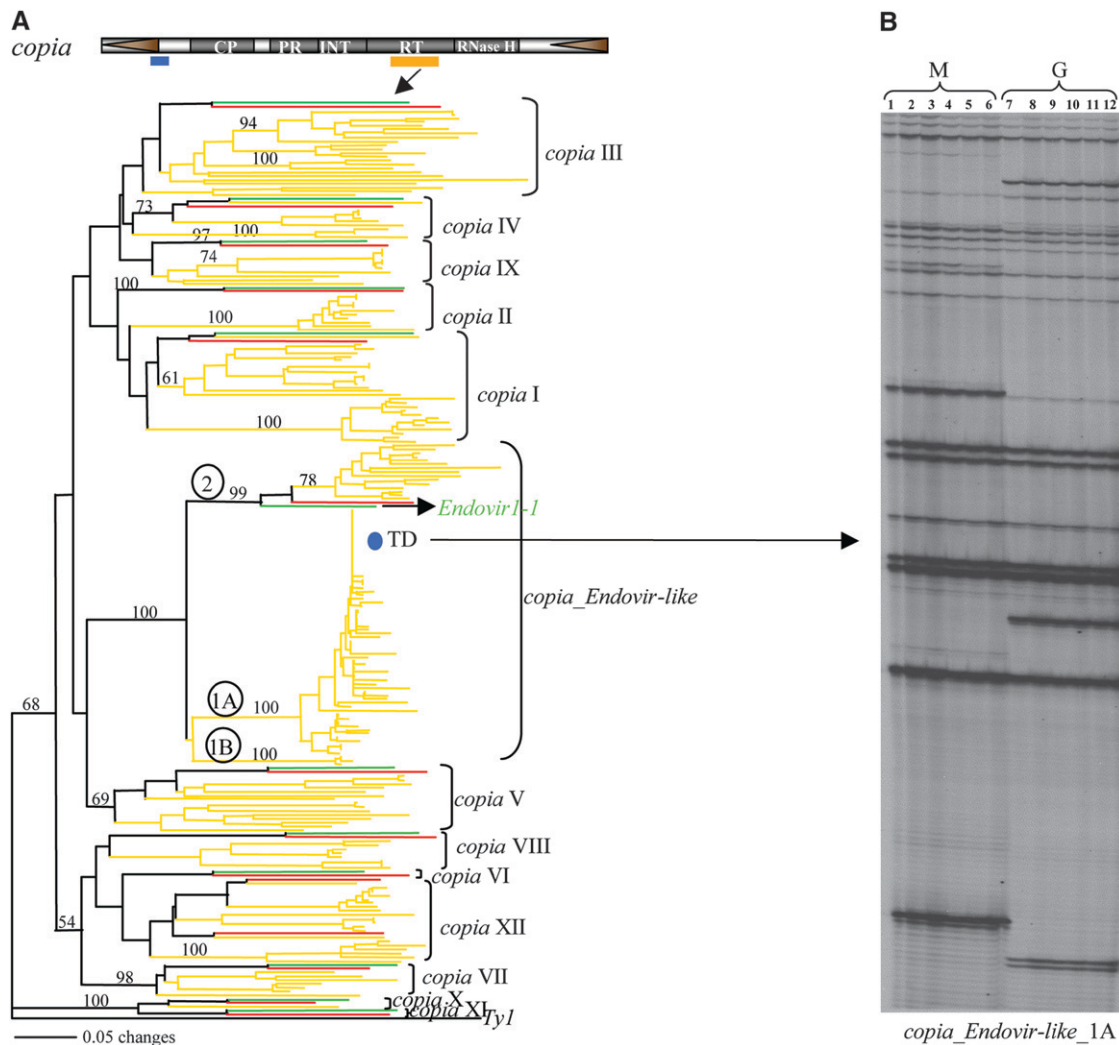 A
copia
CP PR INT RT RNase H
94
100
copia III
73
100
copia IV
97
74
copia IX
100
100
copia II
61
100
copia I
2
99
78
Endovir1-1
TD
copia_Endovir-like
100
1A
100
1B
100
68
69
copia V
copia VIII
copia VI
54
100
copia XII
98
copia VII
100
copia X
copia XI
Ty1
0.05 changes
B
M G
1 2 3 4 5 6 7 8 9 10 11 12
copia_Endovir-like_1A